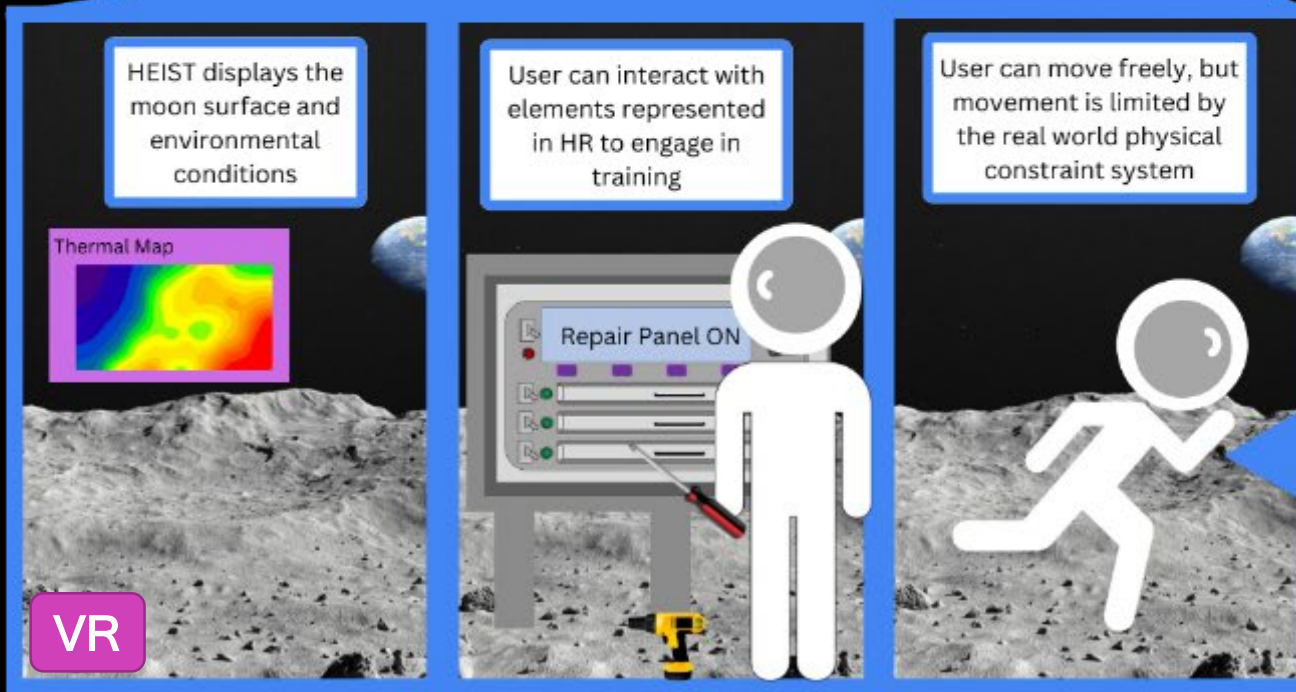 HEIST displays the
moon surface and
environmental
conditions
Thermal Map
VR
User can interact with
elements represented
in HR to engage in
training
Repair Panel ON
User can move freely, but
movement is limited by
the real world physical
constraint system